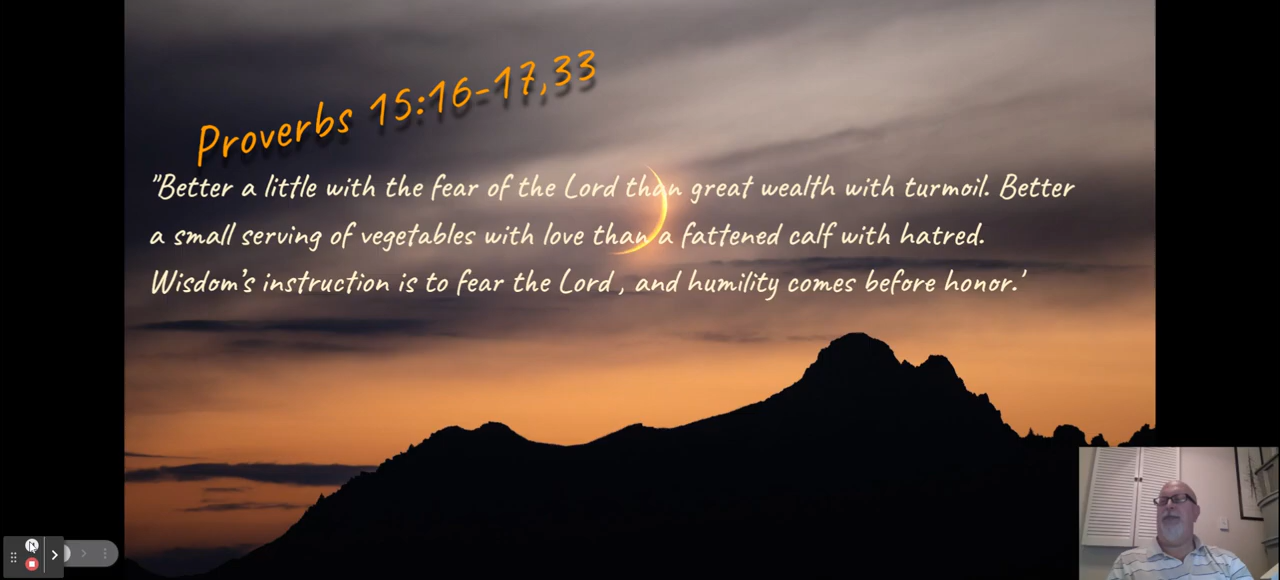 Proverbs 15:16-17,33
"Better a little with the fear of the Lord than great wealth with turmoil. Better
a small serving of vegetables with love than a fattened calf with hatred.
Wisdom's instruction is to fear the Lord , and humility comes before honor.'